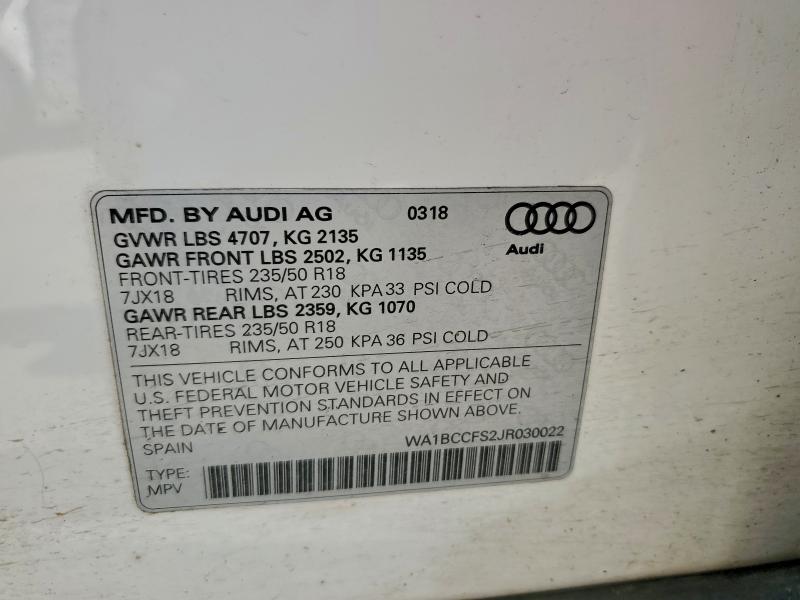 MFD. BY AUDI AG 0318
GVWR LBS 4707, KG 2135
GAWR FRONT LBS 2502, KG 1135
Audi
FRONT-TIRES 235/50 R18
7JX18 RIMS, AT 230 KPA 33 PSI COLD
GAWR REAR LBS 2359, KG 1070
REAR-TIRES 235/50 R18
7JX18 RIMS, AT 250 KPA 36 PSI COLD
THIS VEHICLE CONFORMS TO ALL APPLICABLE
U.S. FEDERAL MOTOR VEHICLE SAFETY AND
THEFT PREVENTION STANDARDS IN EFFECT ON
THE DATE OF MANUFACTURE SHOWN ABOVE.
SPAIN WA1BCCFS2JR030022
TYPE:
MPV